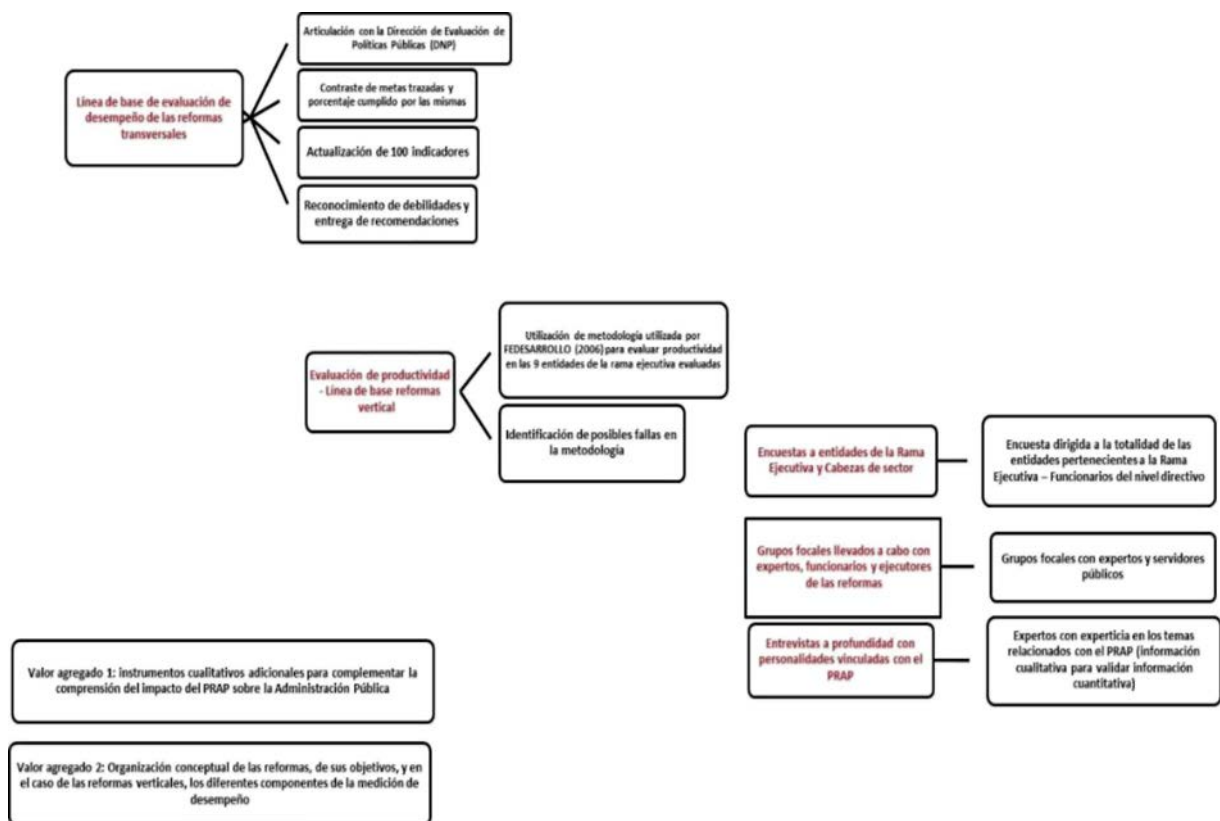 Articulación con la Dirección de Evaluación de
Políticas Públicas (DNP)
Línea de base de evaluación de
desempeño de las reformas
transversales
Contraste de metas trazadas y
porcentaje cumplido por las mismas
Actualización de 100 indicadores
Reconocimiento de debilidades y
entrega de recomendaciones
Evaluación de productividad
- Línea de base reformas
vertical
Utilización de metodología utilizada por
FEDESARROLLO (2006) para evaluar productividad
en las 9 entidades de la rama ejecutiva evaluadas
Identificación de posibles fallas en
la metodología
Encuestas a entidades de la Rama
Ejecutiva y Cabezas de sector
Encuesta dirigida a la totalidad de las
entidades pertenecientes a la Rama
Ejecutiva – Funcionarios del nivel directivo
Grupos focales llevados a cabo con
expertos, funcionarios y ejecutores
de las reformas
Grupos focales con expertos y servidores
públicos
Entrevistas a profundidad con
personalidades vinculadas con el
PRAP
Expertos con experticia en los temas
relacionados con el PRAP (información
cualitativa para validar información
cuantitativa)
Valor agregado 1: instrumentos cualitativos adicionales para complementar la
comprensión del impacto del PRAP sobre la Administración Pública
Valor agregado 2: Organización conceptual de las reformas, de sus objetivos, y en
el caso de las reformas verticales, los diferentes componentes de la medición de
desempeño